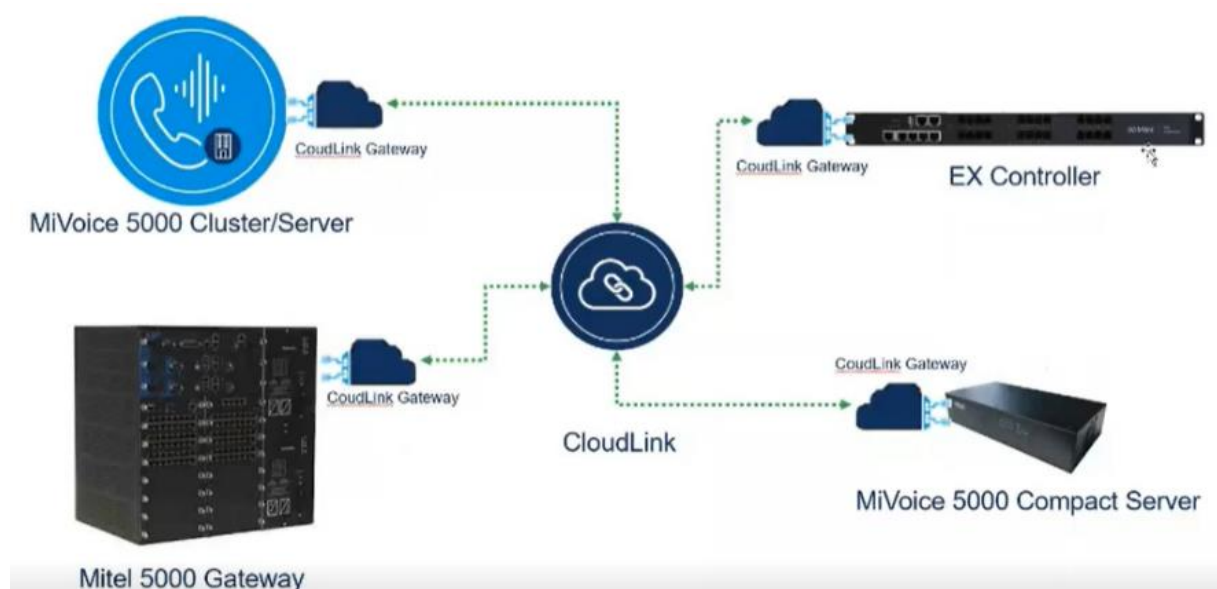 CoudLink Gateway
MiVoice 5000 Cluster/Server
CoudLink Gateway
EX Controller
CoudLink Gateway
Mitel 5000 Gateway
CloudLink
CoudLink Gateway
MiVoice 5000 Compact Server